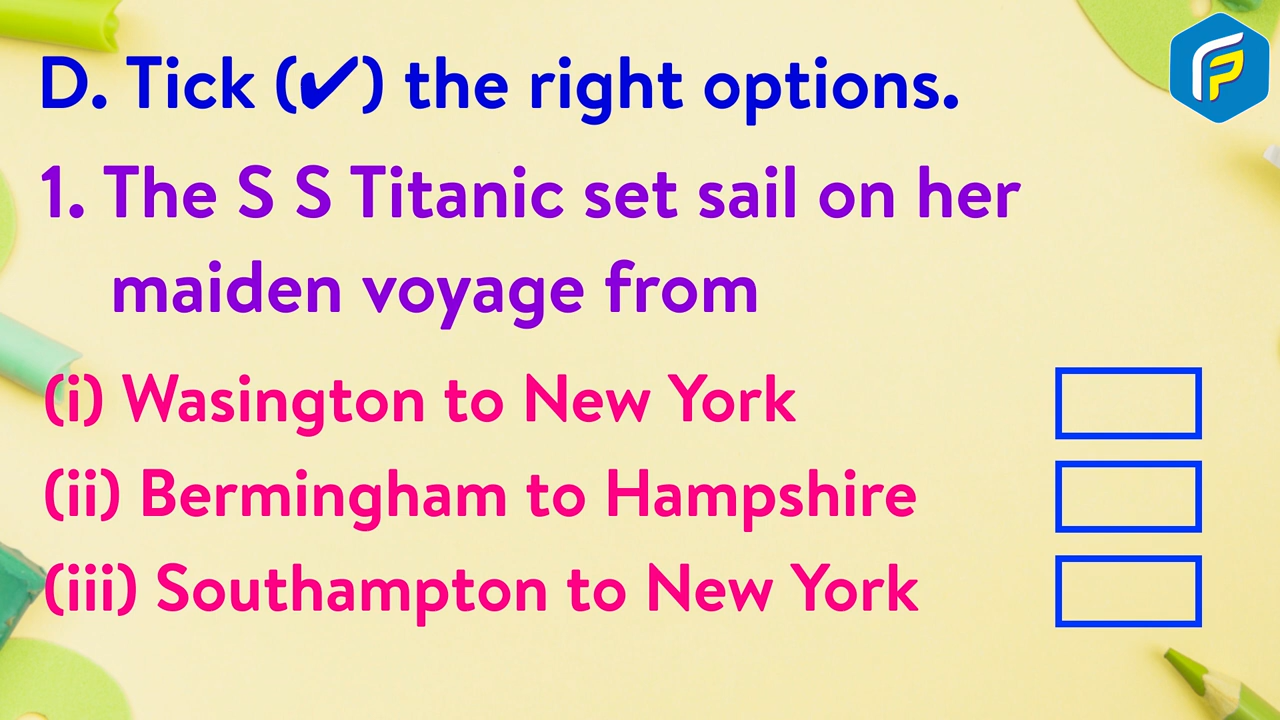 D. Tick (✔) the right options.
1. The S S Titanic set sail on her
maiden voyage from
(i) Wasington to New York
(ii) Bermingham to Hampshire
(iii) Southampton to New York